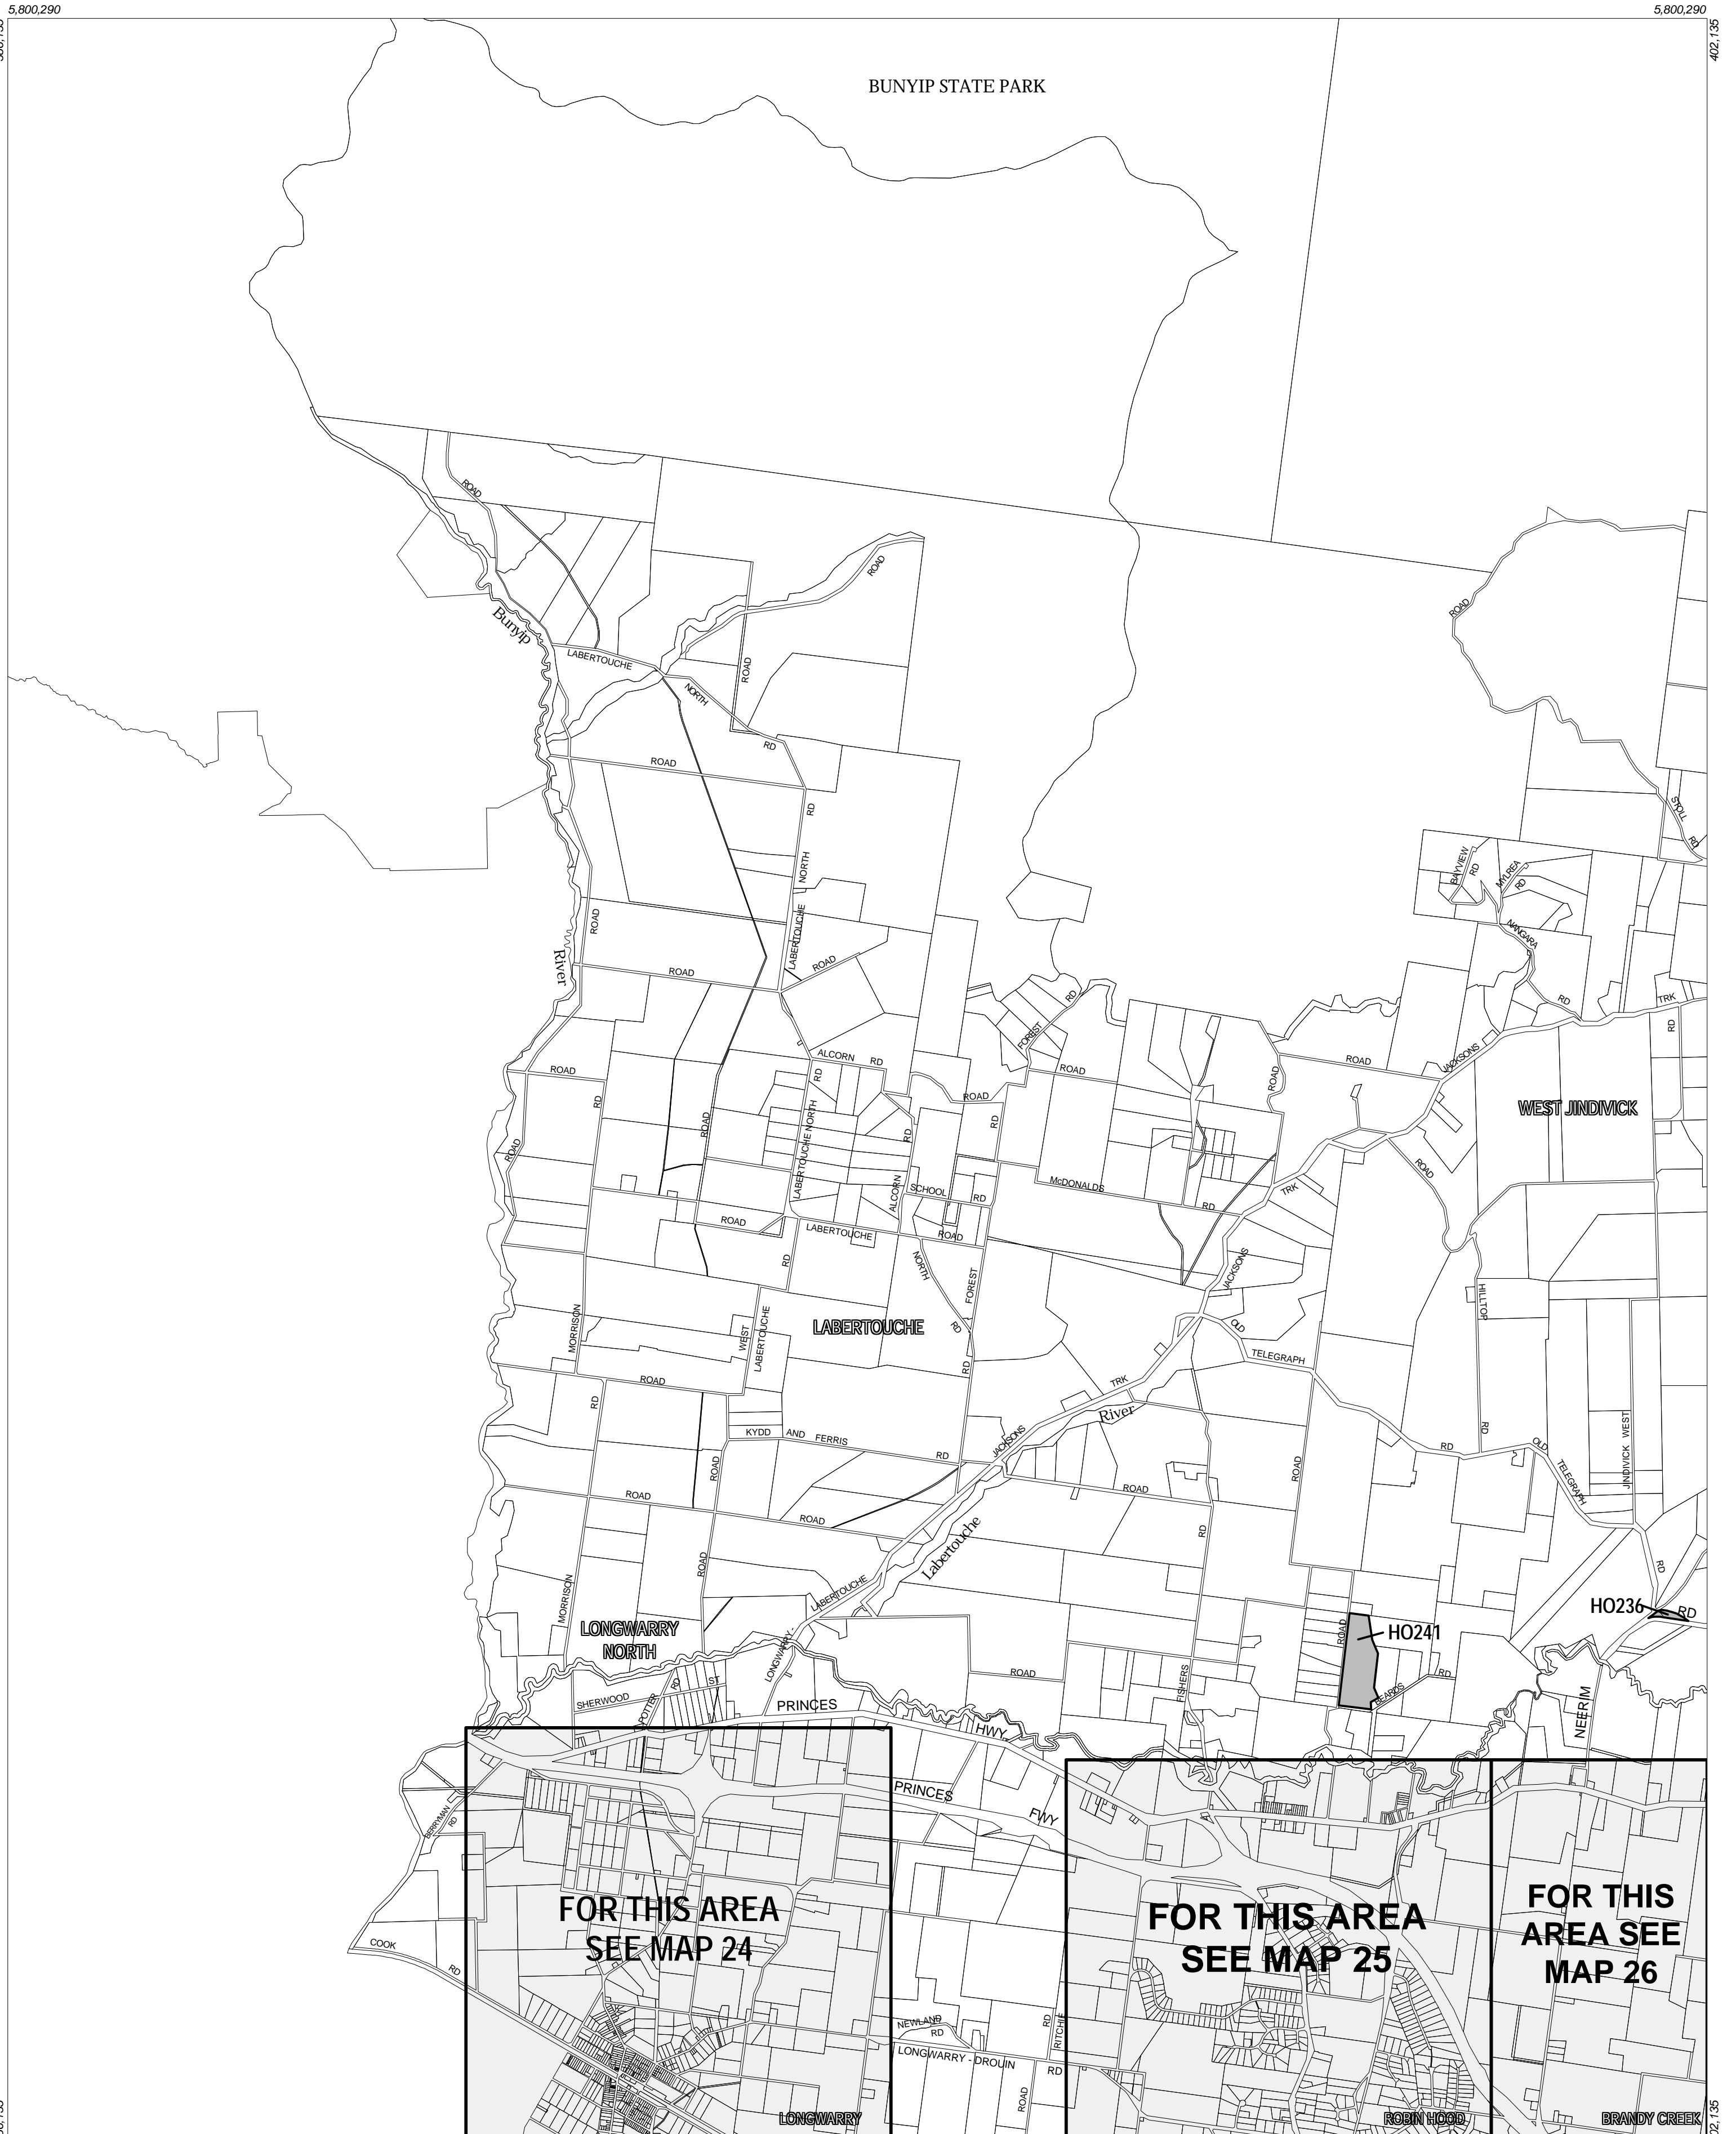 5,800,290
5,800,290
402,135
BUNYIP STATE PARK
ROAD
ROAD
ROAD
Bunyip
LABERTOUCHE
ROAD
NORTH
RD
ROAD
STOLL
RD
RD
BAYVIEW
RD
MYLREA
RD
NORTH
LABERTOUCHE
ROAD
NANGARA
River
ROAD
ROAD
RD
TRK
RD
FOREST
RD
JACKSONS
ALCORN
RD
ROAD
ROAD
ROAD
RD
ROAD
ROAD
RD
ROAD
RD
WEST JINDIVICK
LABERTOUCHE NORTH
ROAD
RD
ROAD
ROAD
SCHOOL
RD
ALCORN
McDONALDS
RD
TRK
ROAD
LABERTOUCHE
ROAD
RD
NORTH
RD
FOREST
RD
JACKSONS
HILLTOP
RD
MORRISON
WEST
LABERTOUCHE
LABERTOUCHE
OLD
TELEGRAPH
ROAD
RD
TRK
River
KYDD
AND
FERRIS
RD
JACKSONS
RD
OLD
TELEGRAPH
JINDIVICK WEST
RD
ROAD
ROAD
ROAD
ROAD
ROAD
RD
Labertouche
ROAD
MORRISON
LABERTOUCHE
LONGWARRY -
LONGWARRY
NORTH
HO236
RD
HO241
ROAD
ROAD
FISHERS
BEARDS
RD
NEERIM
SHERWOOD
ST
POTTER
RD
PRINCES
HWY
PRINCES
FWY
BERRYMAN
RD
FOR THIS AREA
SEE MAP 24
FOR THIS AREA
SEE MAP 25
FOR THIS
AREA SEE
MAP 26
COOK
RD
NEWLAND
RD
RD
RITCHIE
LONGWARRY - DROUIN
RD
ROAD
LONGWARRY
ROBIN HOOD
BRANDY CREEK